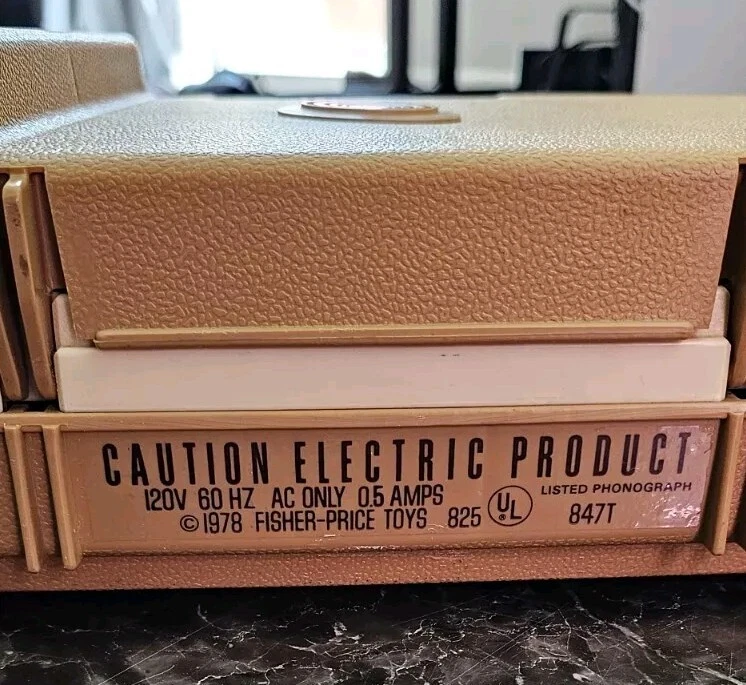 CAUTION ELECTRIC PRODUCT
120V 60 HZ AC ONLY 0.5 AMPS
© 1978 FISHER-PRICE TOYS 825
UL
®
LISTED PHONOGRAPH
847T